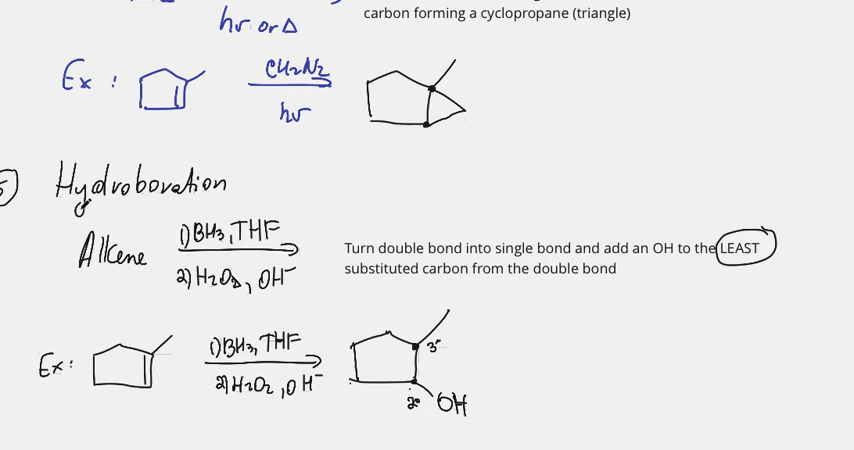 carbon forming a cyclopropane (triangle)
hν or Δ
Ex :
CH2N2
hν
Hydroboration
Alkene
1) BH3, THF
2) H2O2, OH⁻
Turn double bond into single bond and add an OH to the LEAST
substituted carbon from the double bond
Ex:
1) BH3, THF
2) H2O2, OH⁻
3°
2° OH